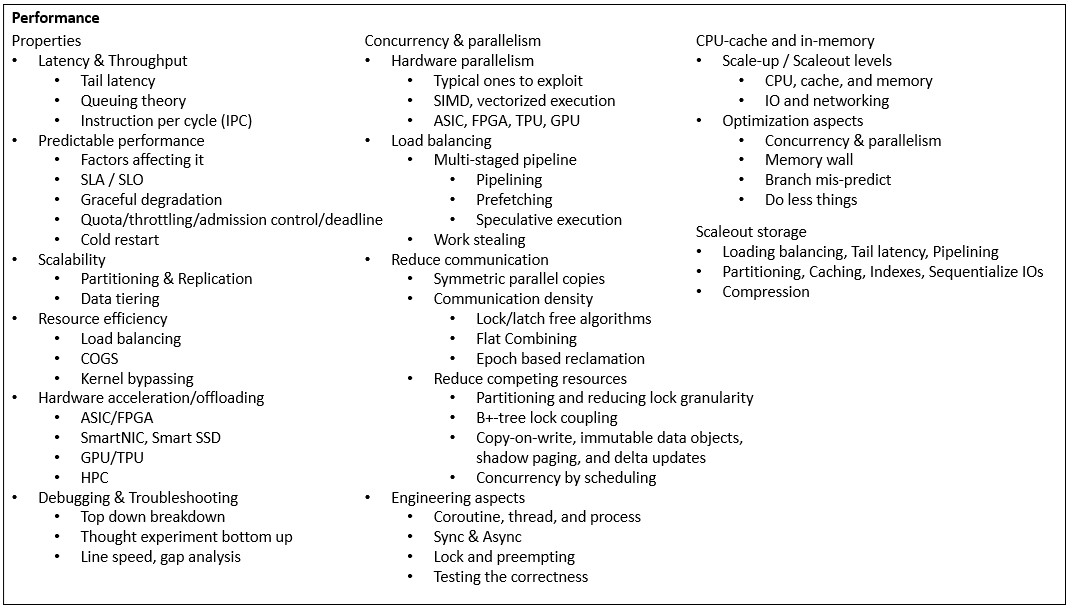 Performance
Properties
• Latency & Throughput
• Tail latency
• Queuing theory
• Instruction per cycle (IPC)
• Predictable performance
• Factors affecting it
• SLA / SLO
• Graceful degradation
• Quota/throttling/admission control/deadline
• Cold restart
• Scalability
• Partitioning & Replication
• Data tiering
• Resource efficiency
• Load balancing
• COGS
• Kernel bypassing
• Hardware acceleration/offloading
• ASIC/FPGA
• SmartNIC, Smart SSD
• GPU/TPU
• HPC
• Debugging & Troubleshooting
• Top down breakdown
• Thought experiment bottom up
• Line speed, gap analysis
Concurrency & parallelism
• Hardware parallelism
• Typical ones to exploit
• SIMD, vectorized execution
• ASIC, FPGA, TPU, GPU
• Load balancing
• Multi-staged pipeline
• Pipelining
• Prefetching
• Speculative execution
• Work stealing
• Reduce communication
• Symmetric parallel copies
• Communication density
• Lock/latch free algorithms
• Flat Combining
• Epoch based reclamation
• Reduce competing resources
• Partitioning and reducing lock granularity
• B+-tree lock coupling
• Copy-on-write, immutable data objects,
shadow paging, and delta updates
• Concurrency by scheduling
• Engineering aspects
• Coroutine, thread, and process
• Sync & Async
• Lock and preempting
• Testing the correctness
CPU-cache and in-memory
• Scale-up / Scaleout levels
• CPU, cache, and memory
• IO and networking
• Optimization aspects
• Concurrency & parallelism
• Memory wall
• Branch mis-predict
• Do less things
Scaleout storage
• Loading balancing, Tail latency, Pipelining
• Partitioning, Caching, Indexes, Sequentialize IOs
• Compression